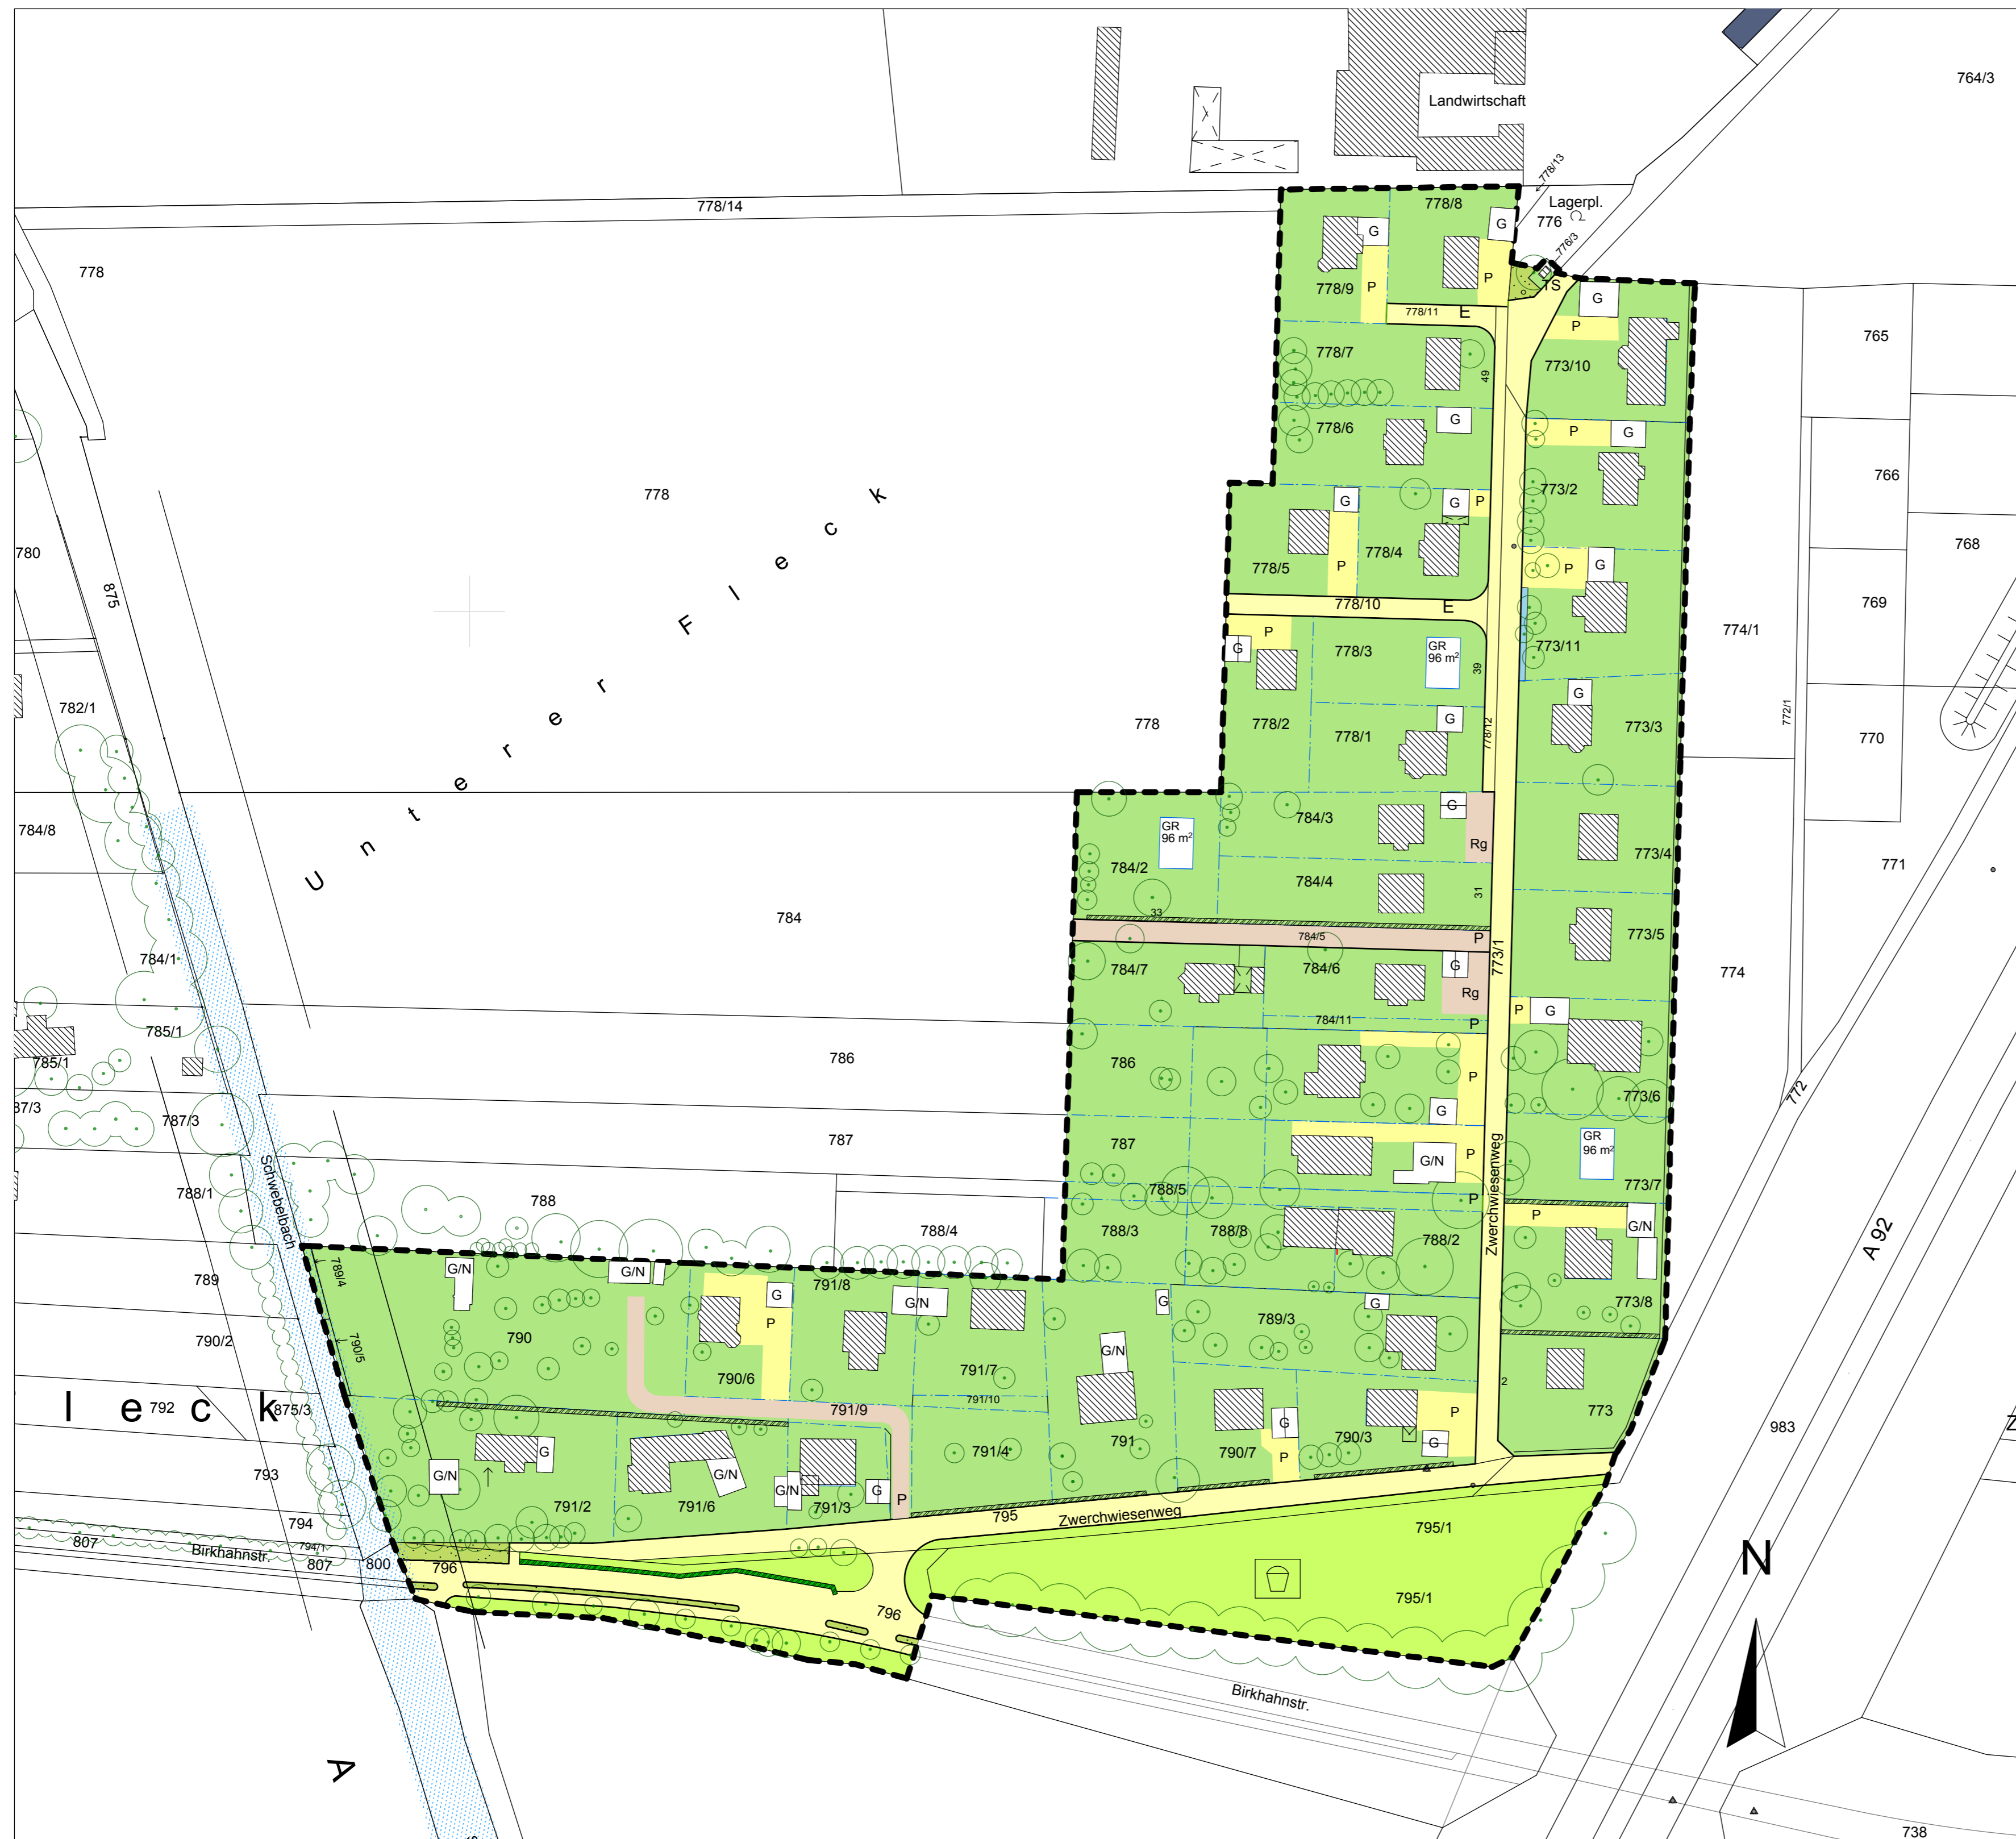 764/3
Landwirtschaft
778/13
Lagerpl.
776
776/3
778/14
778/8
G
G
778
778/9
P
P
TS
G
778/11
E
P
765
778/7
49
773/10
778/6
G
P
G
766
773/2
778
G
G
P
768
780
875
778/5
P
778/4
P
G
778/10
E
769
774/1
P
G
778/3
GR
96 m²
39
773/11
782/1
778
778/2
778/1
G
778/12
G
773/3
772/1
770
Unterer Fleck
784/8
GR
96 m²
784/2
784/3
G
Rg
773/4
771
784/4
31
784
33
784/5
P
773/1
773/5
774
784/1
784/7
784/6
G
Rg
784/11
P
P
G
785/1
785/1
786
786
P
G
773/6
772
87/3
787/3
787
787
GR
96 m²
G/N
P
Zwerchwiesenweg
773/7
788/1
Schwebelbach
788
788/4
788/5
P
788/3
788/8
788/2
P
G/N
A 92
789
789/4
G/N
G/N
791/8
G
G/N
G
789/3
G
773/8
790/2
790/5
790
P
790/6
791/7
G/N
2
791/10
773
983
Z
l e c k
792
875/3
791/9
791/4
791
790/7
G
790/3
P
G
P
793
G/N
G
G/N
G/N
G
P
791/2
791/6
791/3
794
795
Zwerchwiesenweg
795/1
807
Birkhahnstr.
794/1
807
800
796
796
795/1
N
Birkhahnstr.
A
738